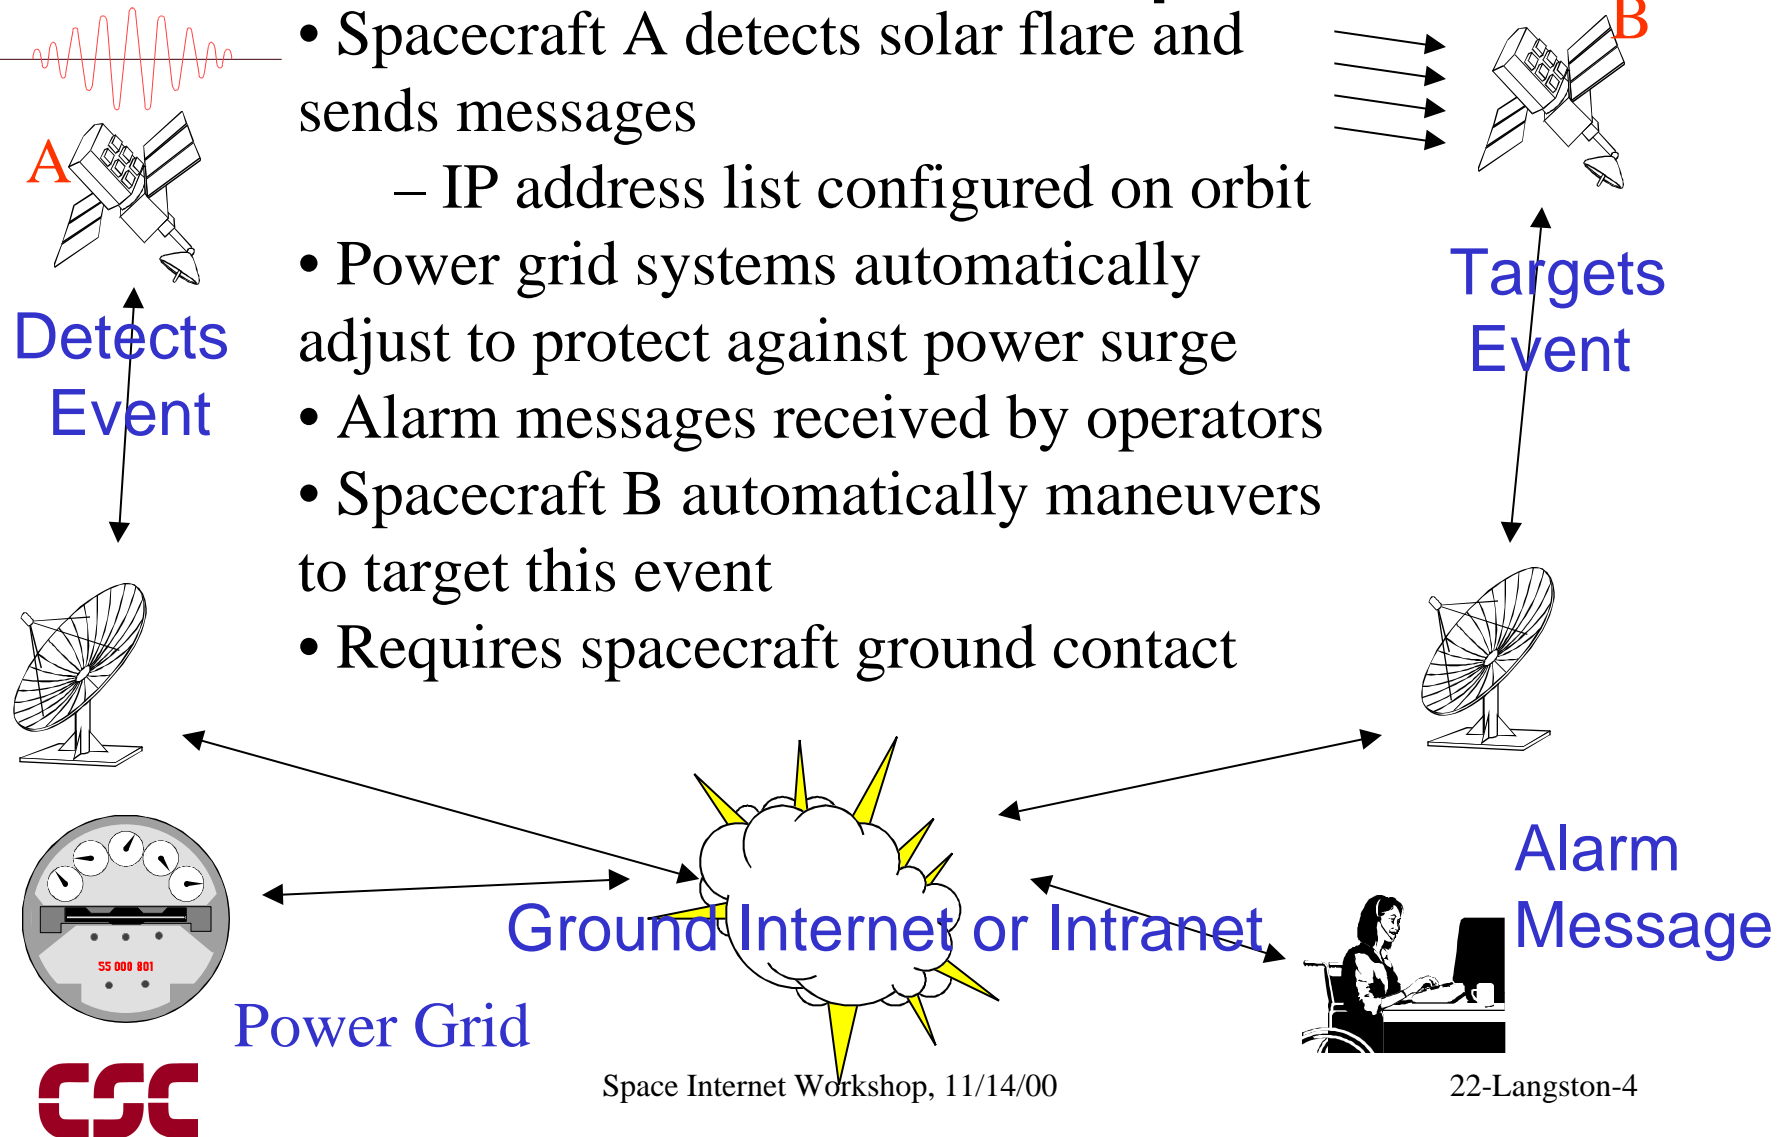 B
• Spacecraft A detects solar flare and
sends messages
A
– IP address list configured on orbit
• Power grid systems automatically
adjust to protect against power surge
• Alarm messages received by operators
• Spacecraft B automatically maneuvers
to target this event
• Requires spacecraft ground contact
Detects
Event
Targets
Event
Ground Internet or Intranet
Alarm
Message
55 000 801
Power Grid
CSC
Space Internet Workshop, 11/14/00
22-Langston-4